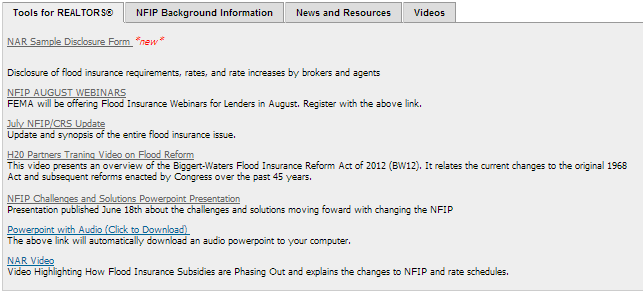 Tools for REALTORS® NFIP Background Information News and Resources Videos
NAR Sample Disclosure Form *new*
Disclosure of flood insurance requirements, rates, and rate increases by brokers and agents
NFIP AUGUST WEBINARS
FEMA will be offering Flood Insurance Webinars for Lenders in August. Register with the above link.
July NFIP/CRS Update
Update and synopsis of the entire flood insurance issue.
H20 Partners Traning Video on Flood Reform
This video presents an overview of the Biggert-Waters Flood Insurance Reform Act of 2012 (BW12). It relates the current changes to the original 1968
Act and subsequent reforms enacted by Congress over the past 45 years.
NFIP Challenges and Solutions Powerpoint Presentation
Presentation published June 18th about the challenges and solutions moving foward with changing the NFIP
Powerpoint with Audio (Click to Download)
The above link will automatically download an audio powerpoint to your computer.
NAR Video
Video Highlighting How Flood Insurance Subsidies are Phasing Out and explains the changes to NFIP and rate schedules.